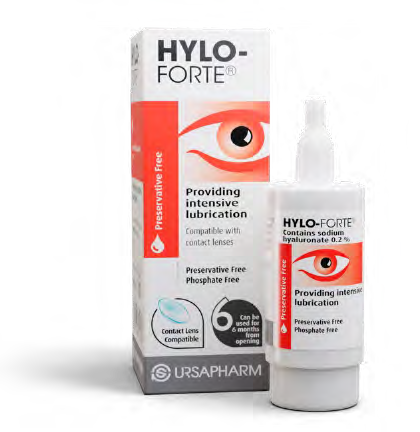 HYLO-
FORTE®
Preservative Free
Providing
intensive
lubrication
Compatible with
contact lenses
Preservative Free
Phosphate Free
Contact Lens
Compatible
6
Can be
used for
6 months
from
opening
URSAPHARM
HYLO-FORTE®
Contains sodium
hyaluronate 0.2 %
Preservative Free
Providing intensive
lubrication
Preservative Free
Phosphate Free